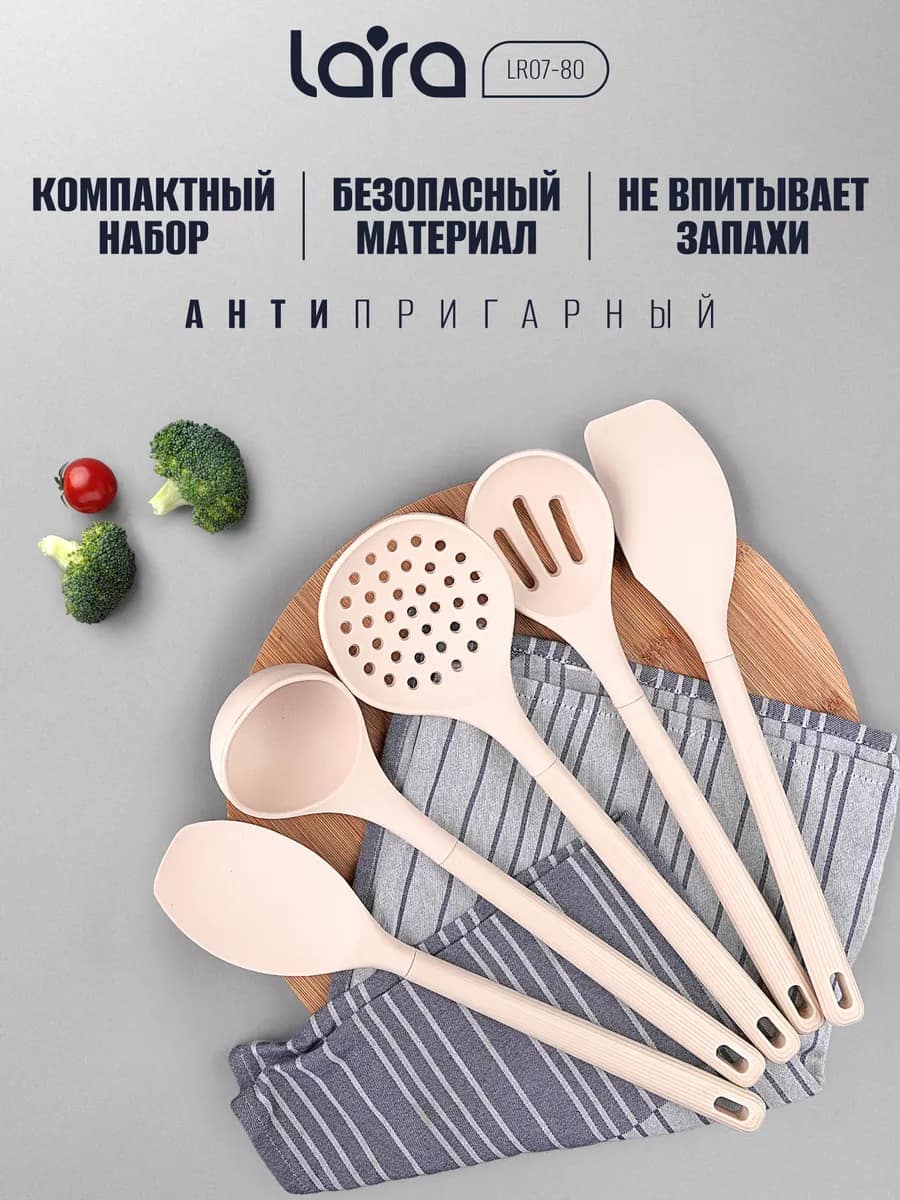 lara LR07-80
КОМПАКТНЫЙ НАБОР
БЕЗОПАСНЫЙ МАТЕРИАЛ
НЕ ВПИТЫВАЕТ ЗАПАХИ
АНТИПРИГАРНЫЙ